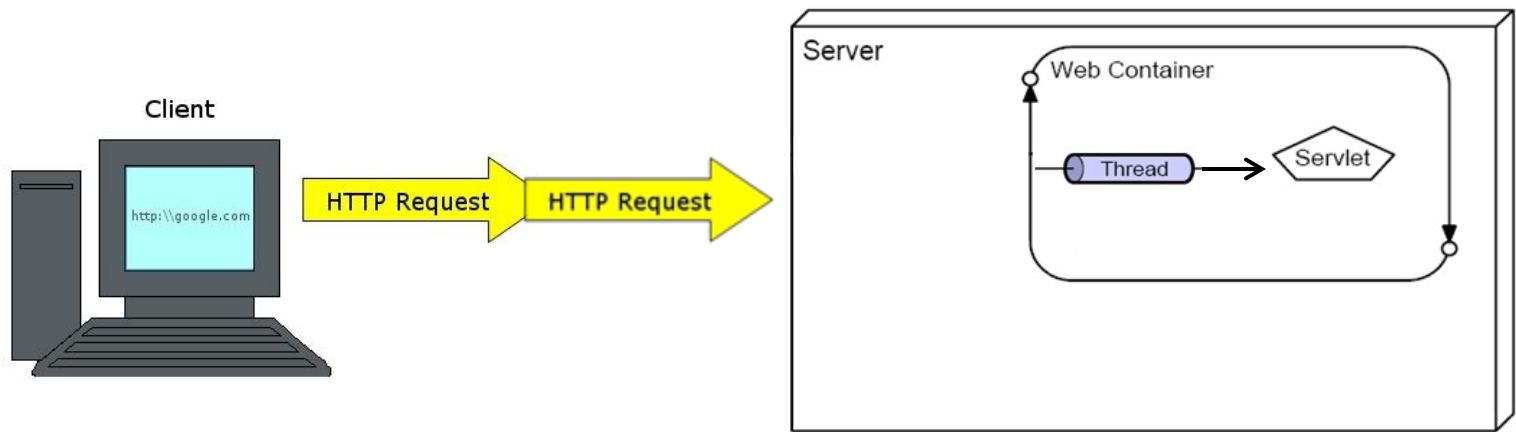 Client
http:\\google.com
HTTP Request
HTTP Request
Server
Web Container
Thread
Servlet